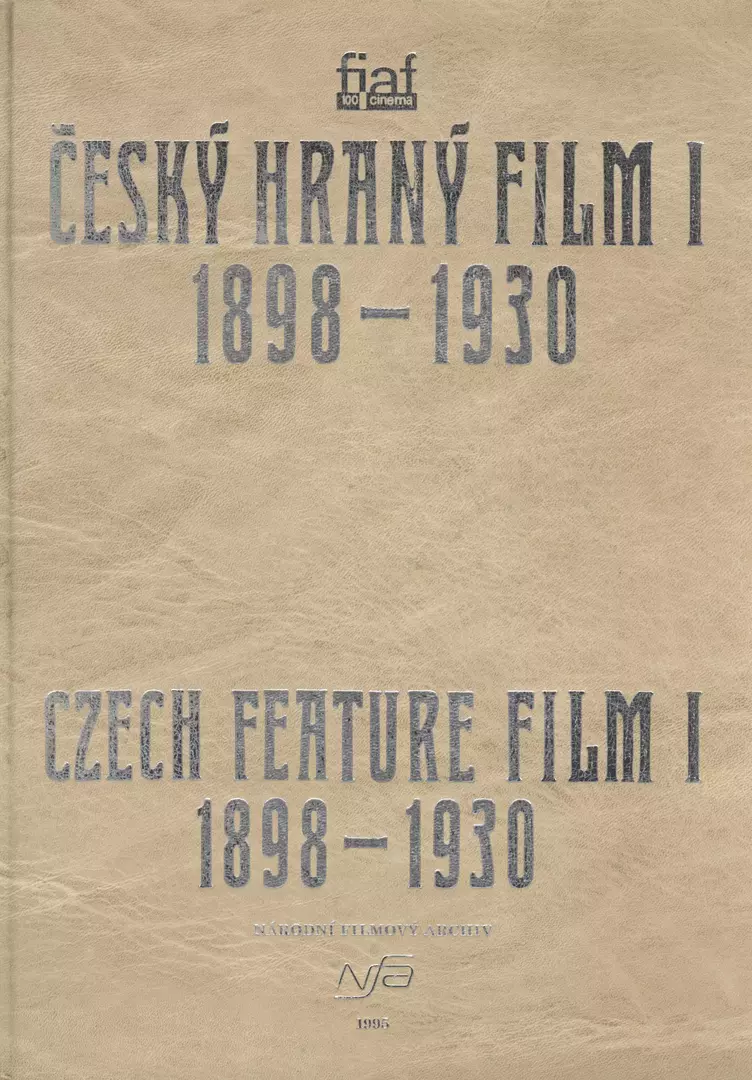 fiaf
100 cinema
ČESKÝ HRANÝ FILM I
1898–1930
CZECH FEATURE FILM I
1898–1930
NÁRODNÍ FILMOVÝ ARCHIV
nfa
1995